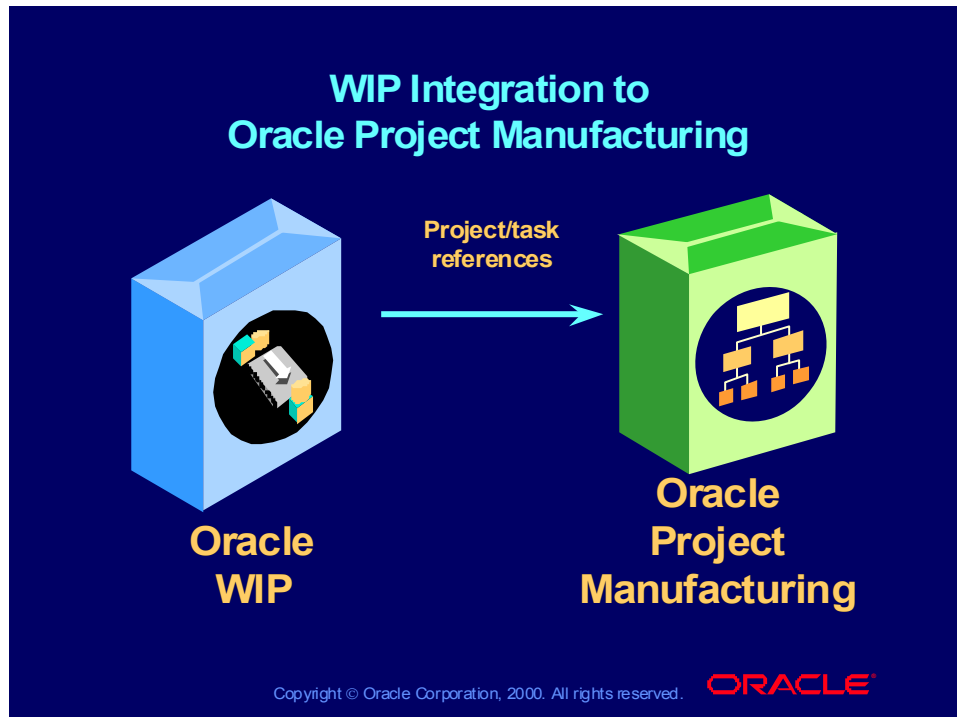 WIP Integration to
Oracle Project Manufacturing
Project/task
references
Oracle
WIP
Oracle
Project
Manufacturing
Copyright © Oracle Corporation, 2000. All rights reserved.
ORACLE®